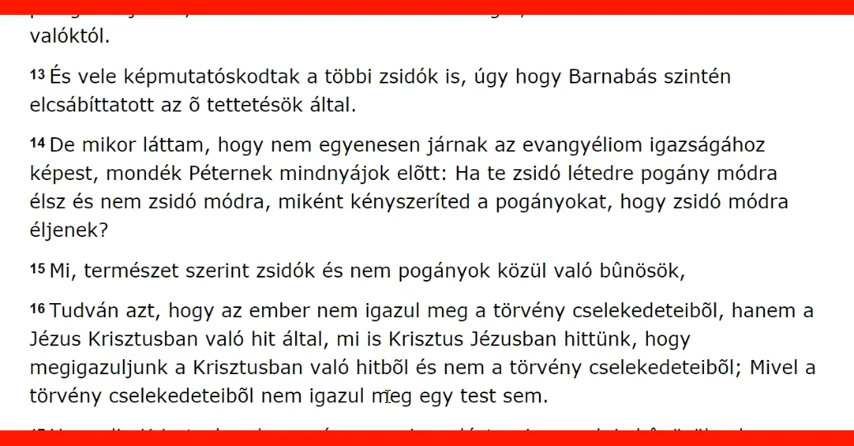 valóktól.
13 És vele képmutatóskodtak a többi zsidók is, úgy hogy Barnabás szintén
elcsábíttatott az õ tettetésök által.
14 De mikor láttam, hogy nem egyenesen járnak az evangyéliom igazságához
képest, mondék Péternek mindnyájok elõtt: Ha te zsidó létedre pogány módra
élsz és nem zsidó módra, miként kényszeríted a pogányokat, hogy zsidó módra
éljenek?
15 Mi, természet szerint zsidók és nem pogányok közül való bûnösök,
16 Tudván azt, hogy az ember nem igazul meg a törvény cselekedeteibõl, hanem a
Jézus Krisztusban való hit által, mi is Krisztus Jézusban hittünk, hogy
megigazuljunk a Krisztusban való hitbõl és nem a törvény cselekedeteibõl; Mivel a
törvény cselekedeteibõl nem igazul meg egy test sem.